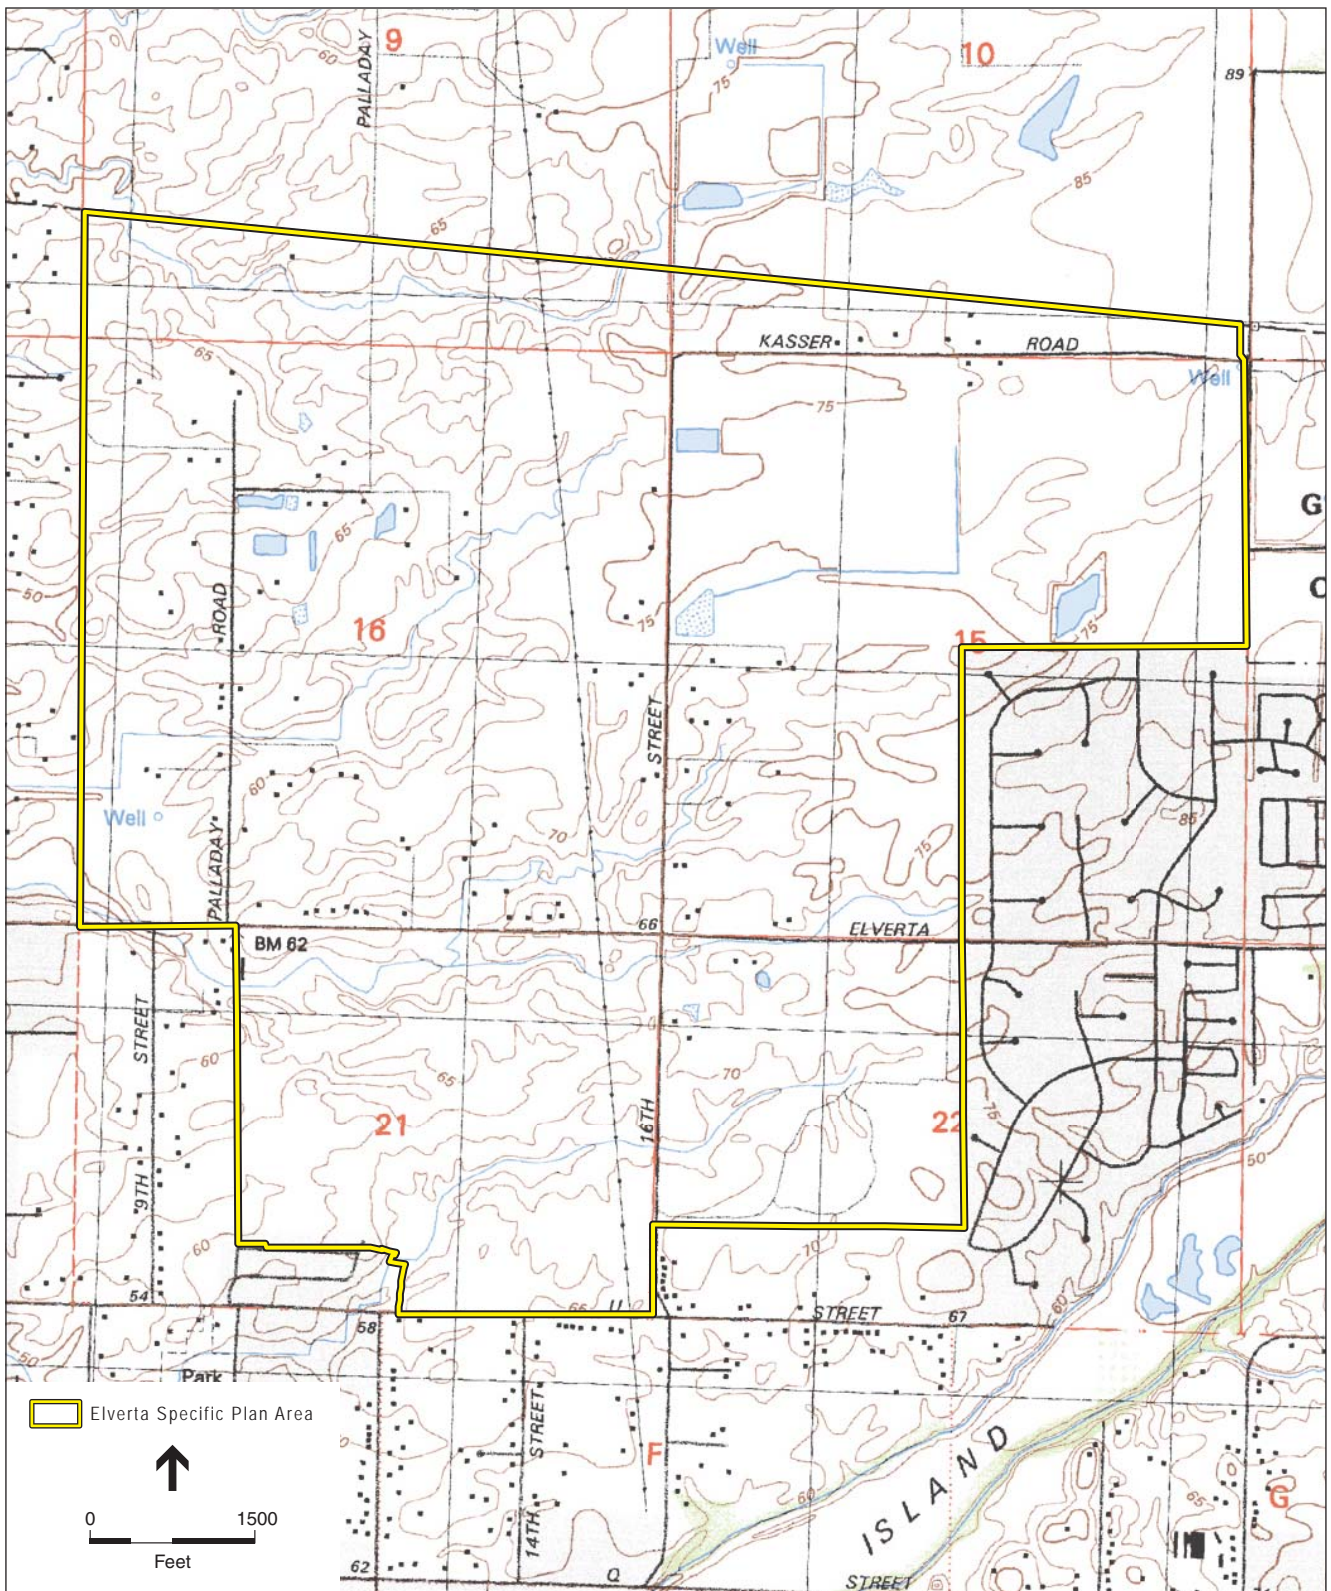 9
10
PALLADAY
60
Well
75
89
85
65
KASSER
ROAD
Well
65
75
G
50
65
ROAD
16
75
15
75
C
STREET
60
Well
PALLADAY
70
75
85
66
ELVERTA
BM 62
STREET
60
65
70
75
21
16TH
22
50
9TH
60
70
54
66
U
STREET
67
60
58
50
Park
STREET
F
ISLAND
60
65
G
14TH
62
Q
STREET
Elverta Specific Plan Area
0 1500
Feet